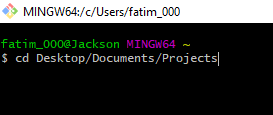 MINGW64:/c/Users/fatim_000
fatim_000@Jackson MINGW64 ~
$ cd Desktop/Documents/Projects